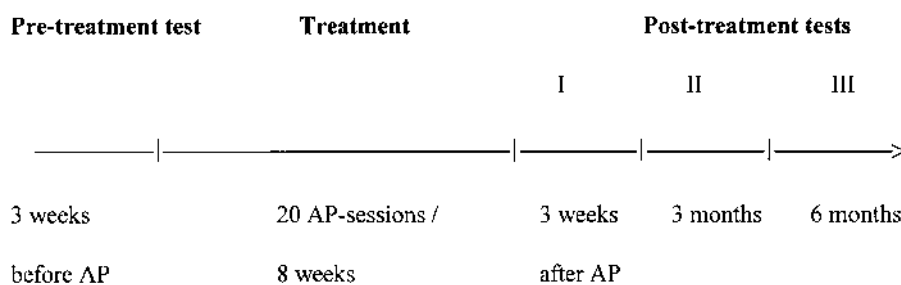 Pre-treatment test Treatment Post-treatment tests
I II III
3 weeks 20 AP-sessions / 3 weeks 3 months 6 months
before AP 8 weeks after AP